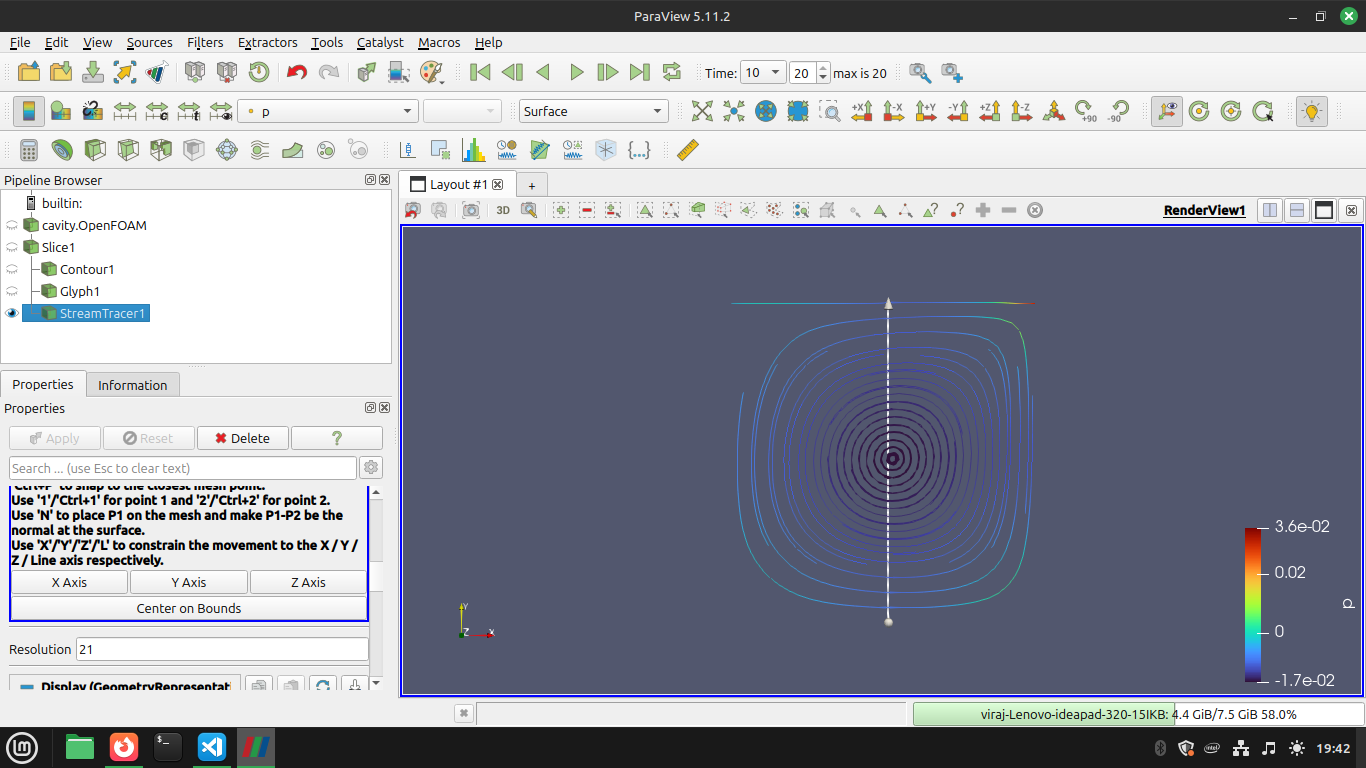 ParaView 5.11.2
File Edit View Sources Filters Extractors Tools Catalyst Macros Help
Time: 10 20 max is 20
p Surface +X -X +Y -Y +Z -Z +90 -90
Pipeline Browser
builtin:
cavity.OpenFOAM
Slice1
Contour1
Glyph1
StreamTracer1
Properties Information
Properties
Apply Reset Delete ?
Search ... (use Esc to clear text)
'Ctrl+P' to snap to the closest mesh point.
Use '1'/'Ctrl+1' for point 1 and '2'/'Ctrl+2' for point 2.
Use 'N' to place P1 on the mesh and make P1-P2 be the
normal at the surface.
Use 'X'/'Y'/'Z'/'L' to constrain the movement to the X / Y /
Z / Line axis respectively.
X Axis Y Axis Z Axis
Center on Bounds
Resolution 21
Display (GeometryRepresentati
Layout #1 +
3D RenderView1
Y
Z X
3.6e-02
0.02
0
-1.7e-02
p
viraj-Lenovo-ideapad-320-15IKB: 4.4 GiB/7.5 GiB 58.0%
19:42